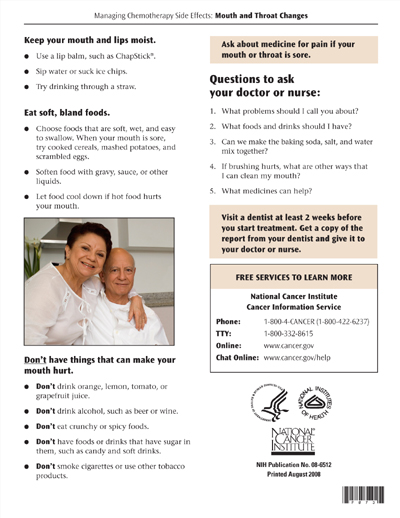 Managing Chemotherapy Side Effects: Mouth and Throat Changes
Keep your mouth and lips moist.
● Use a lip balm, such as ChapStick®.
● Sip water or suck ice chips.
● Try drinking through a straw.
Eat soft, bland foods.
● Choose foods that are soft, wet, and easy
to swallow. When your mouth is sore,
try cooked cereals, mashed potatoes, and
scrambled eggs.
● Soften food with gravy, sauce, or other
liquids.
● Let food cool down if hot food hurts
your mouth.
Don't have things that can make your
mouth hurt.
● Don't drink orange, lemon, tomato, or
grapefruit juice.
● Don't drink alcohol, such as beer or wine.
● Don't eat crunchy or spicy foods.
● Don't have foods or drinks that have sugar in
them, such as candy and soft drinks.
● Don't smoke cigarettes or use other tobacco
products.
Ask about medicine for pain if your
mouth or throat is sore.
Questions to ask
your doctor or nurse:
1. What problems should I call you about?
2. What foods and drinks should I have?
3. Can we make the baking soda, salt, and water
mix together?
4. If brushing hurts, what are other ways that
I can clean my mouth?
5. What medicines can help?
Visit a dentist at least 2 weeks before
you start treatment. Get a copy of the
report from your dentist and give it to
your doctor or nurse.
FREE SERVICES TO LEARN MORE
National Cancer Institute
Cancer Information Service
Phone: 1-800-4-CANCER (1-800-422-6237)
TTY: 1-800-332-8615
Online: www.cancer.gov
Chat Online: www.cancer.gov/help
NATIONAL INSTITUTES
OF HEALTH
NATIONAL
CANCER
INSTITUTE
NIH Publication No. 08-6512
Printed August 2008